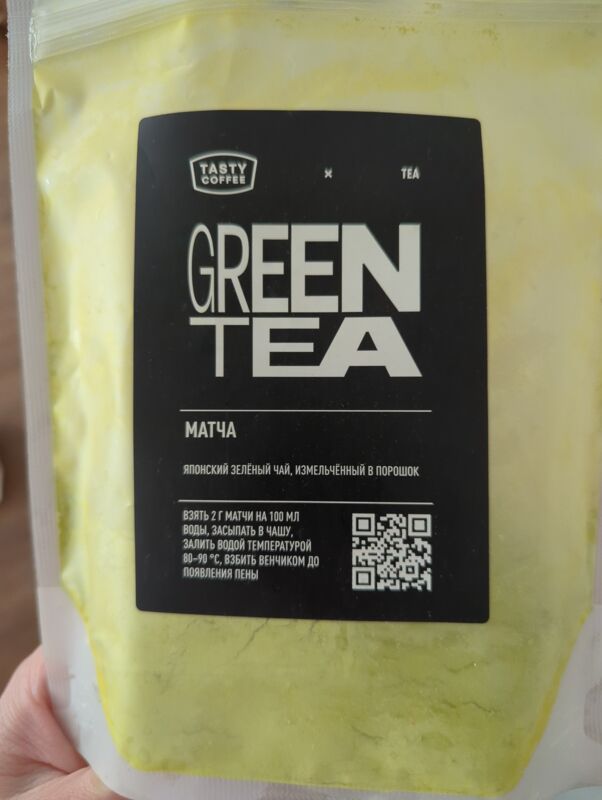 TASTY
COFFEE
×
TEA
GREEN
TEA
МАТЧА
ЯПОНСКИЙ ЗЕЛЁНЫЙ ЧАЙ, ИЗМЕЛЬЧЁННЫЙ В ПОРОШОК
ВЗЯТЬ 2 Г МАТЧИ НА 100 МЛ
ВОДЫ, ЗАСЫПАТЬ В ЧАШУ,
ЗАЛИТЬ ВОДОЙ ТЕМПЕРАТУРОЙ
80–90 °C, ВЗБИТЬ ВЕНЧИКОМ ДО
ПОЯВЛЕНИЯ ПЕНЫ